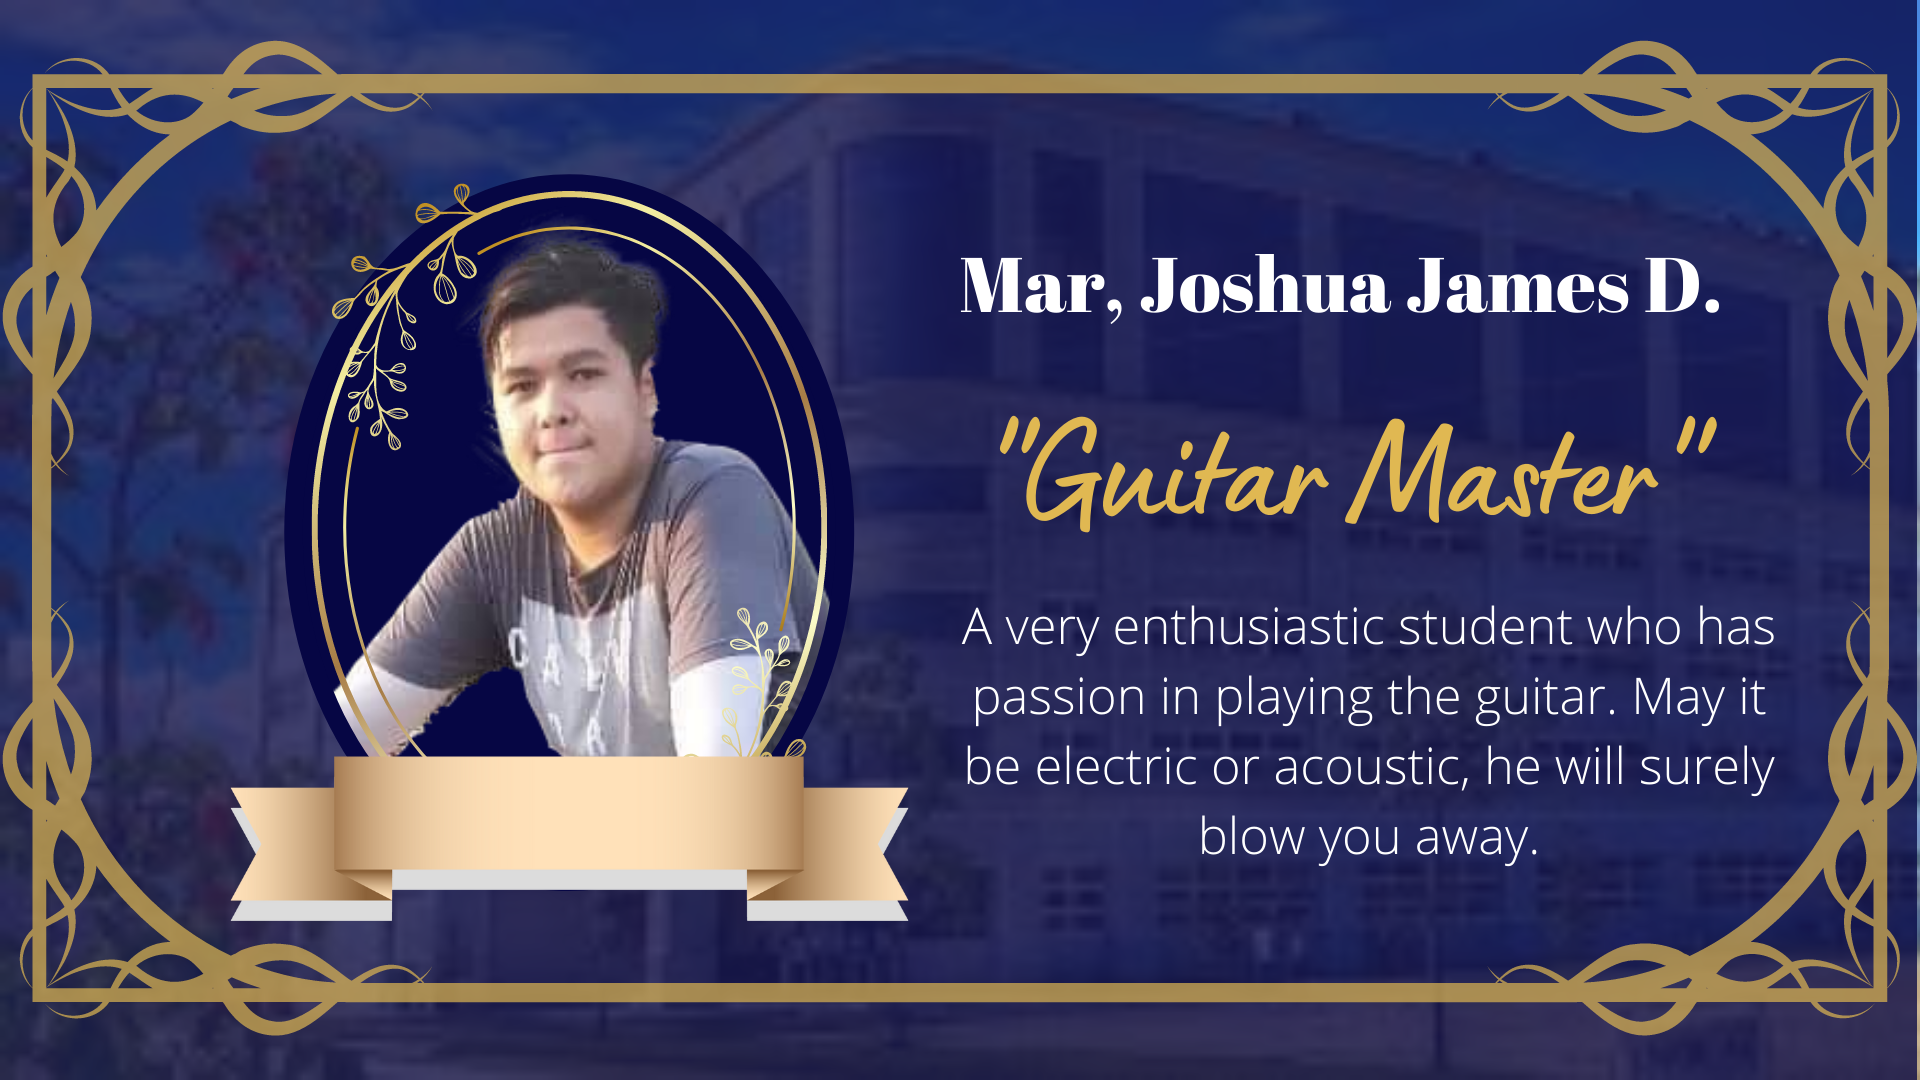 Mar, Joshua James D.
"Guitar Master"
A very enthusiastic student who has
passion in playing the guitar. May it
be electric or acoustic, he will surely
blow you away.